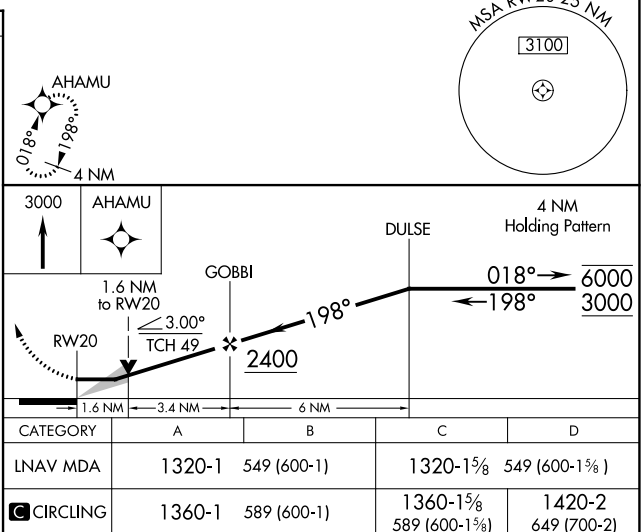 MSA RW20 25 NM
3100
AHAMU
018°
198°
4 NM
3000
AHAMU
4 NM
Holding Pattern
DULSE
GOBBI
018°
6000
198°
3000
1.6 NM
to RW20
198°
3.00°
TCH 49
RW20
2400
1.6 NM
3.4 NM
6 NM
CATEGORY A B C D
LNAV MDA 1320-1 549 (600-1) 1320-1⅝ 549 (600-1⅝)
C CIRCLING 1360-1 589 (600-1) 1360-1⅝ 589 (600-1⅝) 1420-2 649 (700-2)